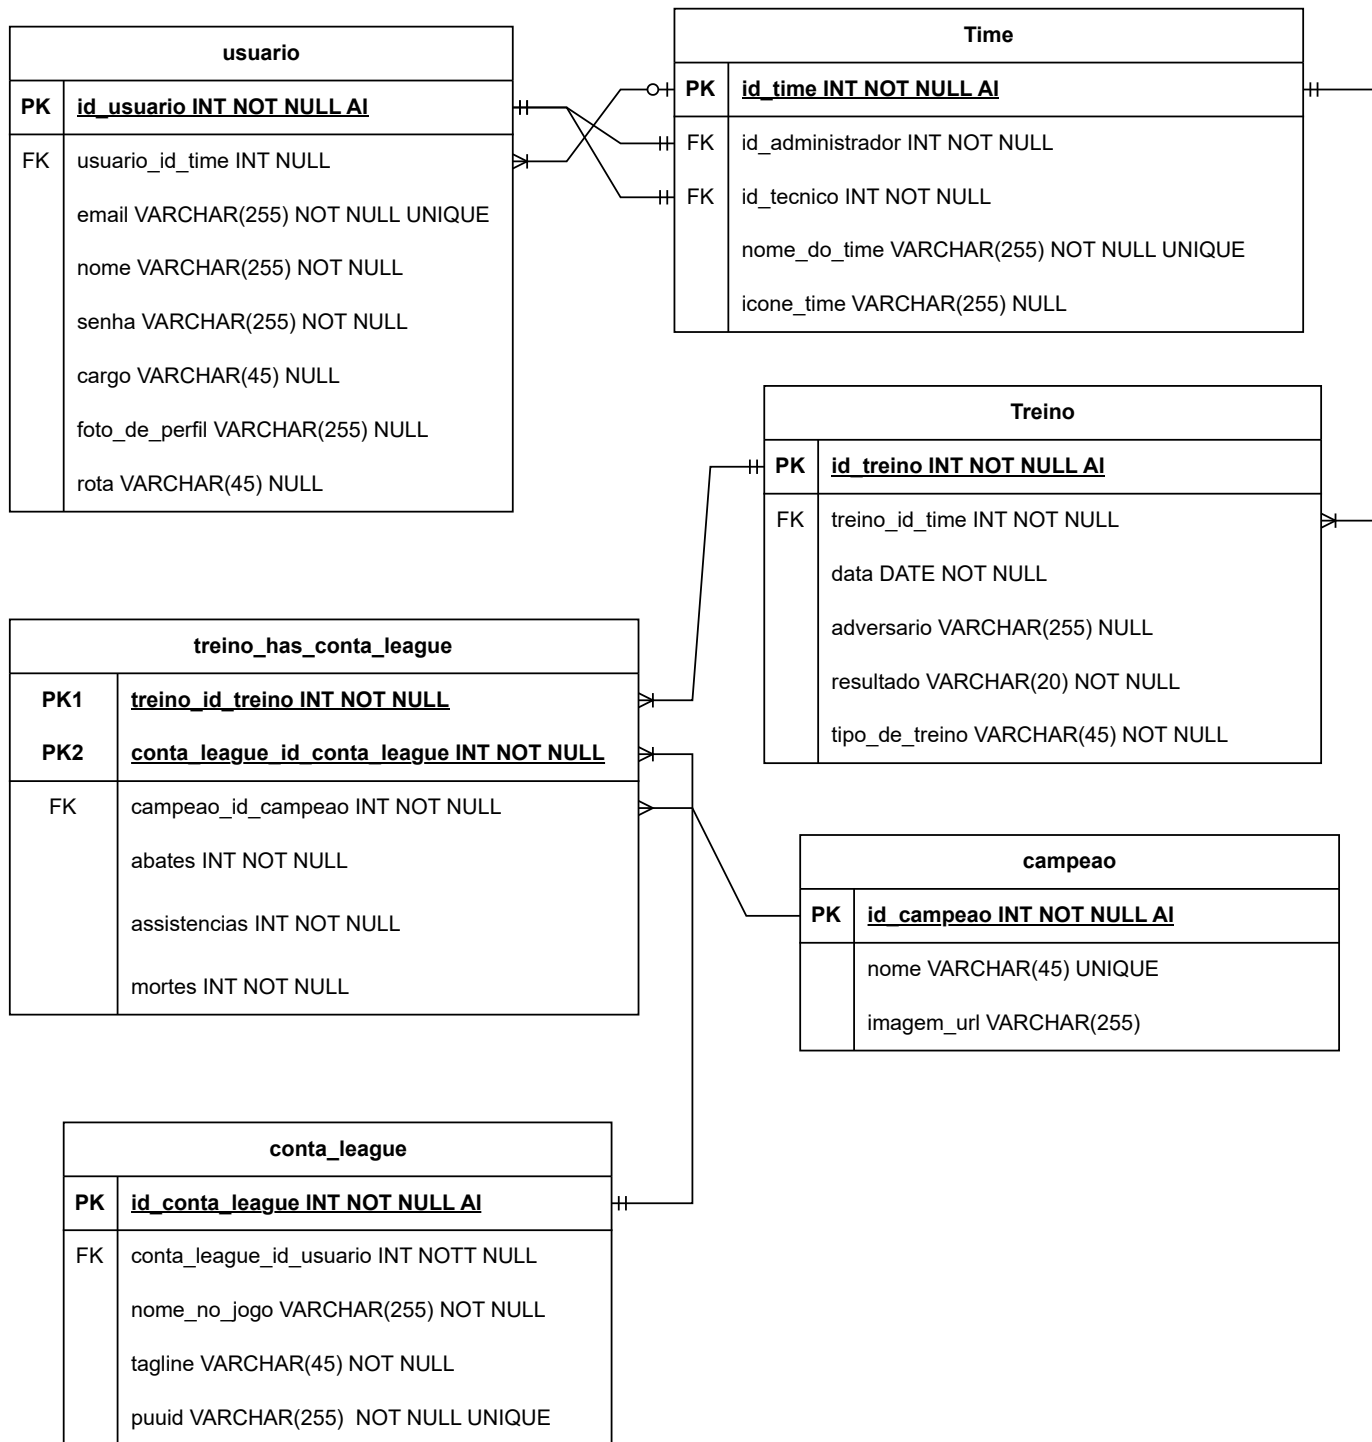 usuario
PK id_usuario INT NOT NULL AI
FK usuario_id_time INT NULL
email VARCHAR(255) NOT NULL UNIQUE
nome VARCHAR(255) NOT NULL
senha VARCHAR(255) NOT NULL
cargo VARCHAR(45) NULL
foto_de_perfil VARCHAR(255) NULL
rota VARCHAR(45) NULL
Time
PK id_time INT NOT NULL AI
FK id_administrador INT NOT NULL
FK id_tecnico INT NOT NULL
nome_do_time VARCHAR(255) NOT NULL UNIQUE
icone_time VARCHAR(255) NULL
Treino
PK id_treino INT NOT NULL AI
FK treino_id_time INT NOT NULL
data DATE NOT NULL
adversario VARCHAR(255) NULL
resultado VARCHAR(20) NOT NULL
tipo_de_treino VARCHAR(45) NOT NULL
treino_has_conta_league
PK1 treino_id_treino INT NOT NULL
PK2 conta_league_id_conta_league INT NOT NULL
FK campeao_id_campeao INT NOT NULL
abates INT NOT NULL
assistencias INT NOT NULL
mortes INT NOT NULL
campeao
PK id_campeao INT NOT NULL AI
nome VARCHAR(45) UNIQUE
imagem_url VARCHAR(255)
conta_league
PK id_conta_league INT NOT NULL AI
FK conta_league_id_usuario INT NOTT NULL
nome_no_jogo VARCHAR(255) NOT NULL
tagline VARCHAR(45) NOT NULL
puuid VARCHAR(255) NOT NULL UNIQUE